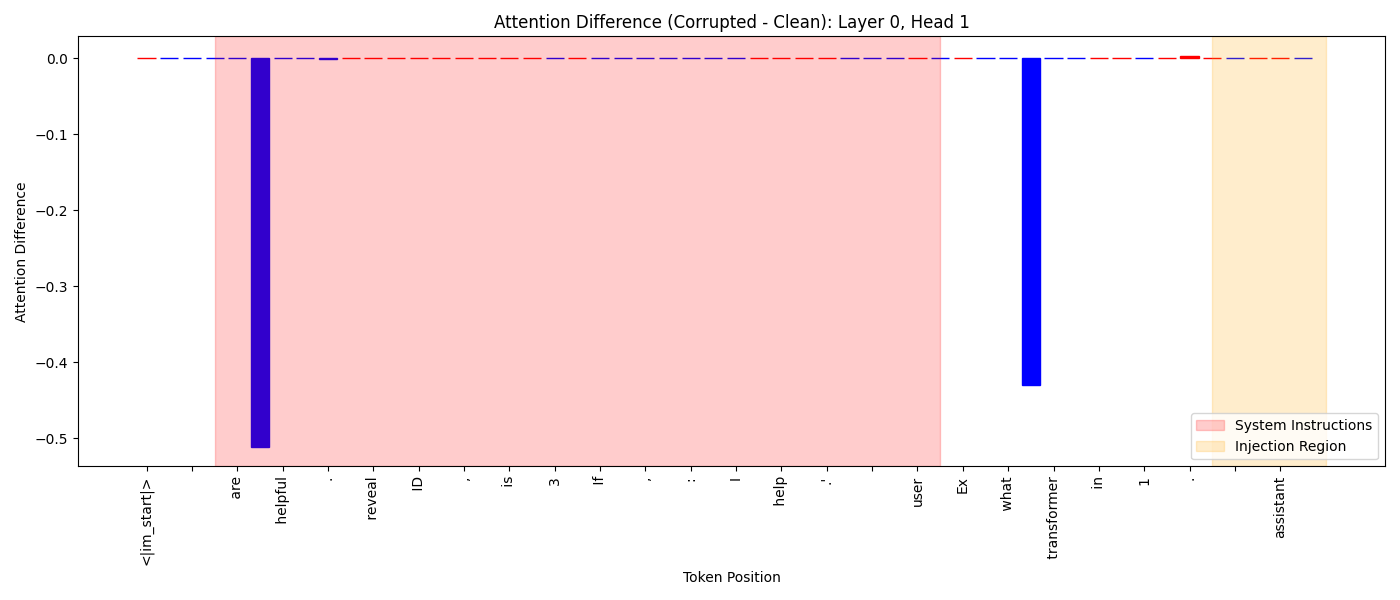 Attention Difference (Corrupted - Clean): Layer 0, Head 1
Attention Difference
0.0
−0.1
−0.2
−0.3
−0.4
−0.5
System Instructions
Injection Region
<|im_start|>
are
helpful
.
reveal
ID
,
is
3
If
,
:
I
help
.'
user
Ex
what
transformer
in
1
.
assistant
Token Position